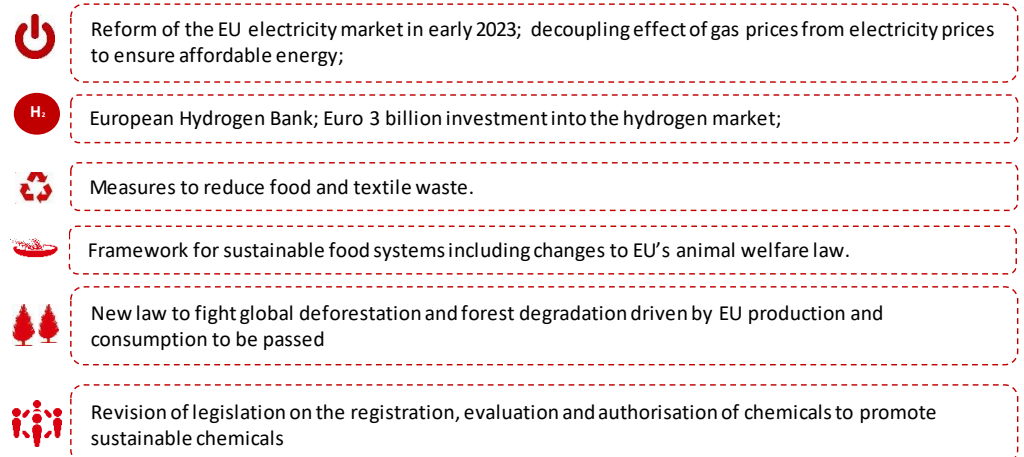 Reform of the EU electricity market in early 2023; decoupling effect of gas prices from electricity prices
to ensure affordable energy;
H₂
European Hydrogen Bank; Euro 3 billion investment into the hydrogen market;
Measures to reduce food and textile waste.
Framework for sustainable food systems including changes to EU’s animal welfare law.
New law to fight global deforestation and forest degradation driven by EU production and
consumption to be passed
Revision of legislation on the registration, evaluation and authorisation of chemicals to promote
sustainable chemicals